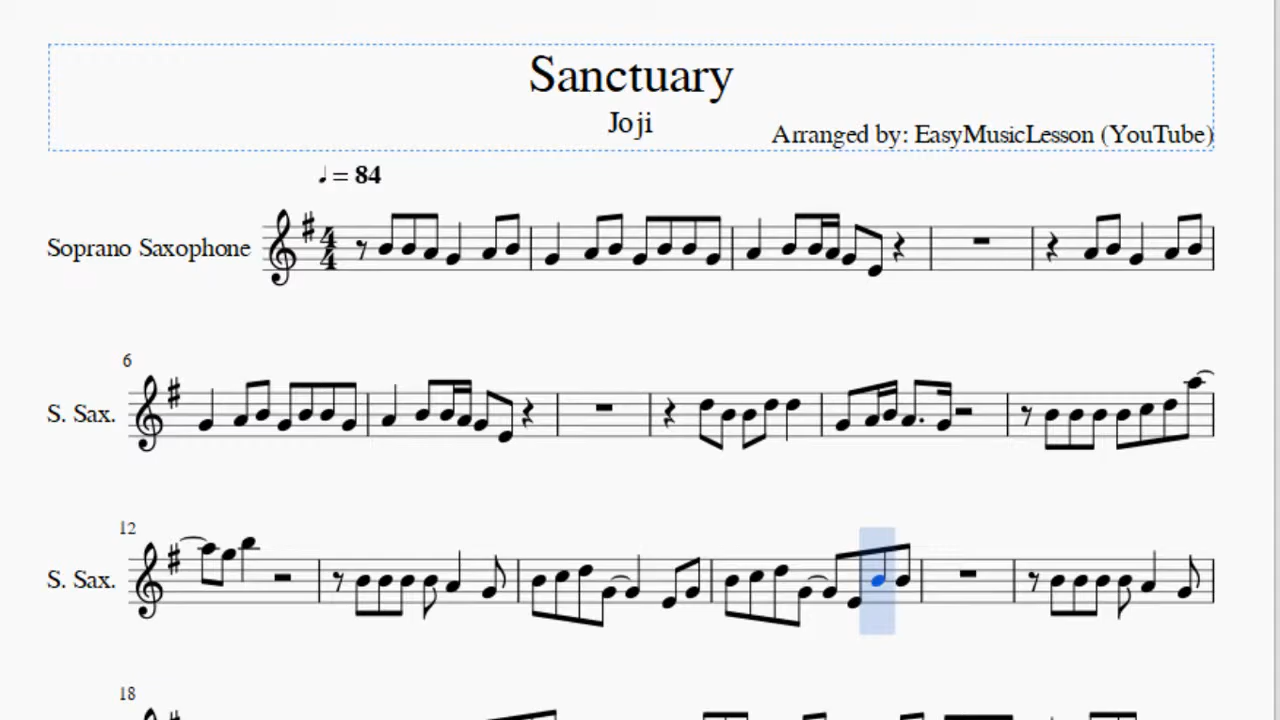 Sanctuary
Joji
Arranged by: EasyMusicLesson (YouTube)
♩ = 84
Soprano Saxophone
4
4
6
S. Sax.
12
S. Sax.
18